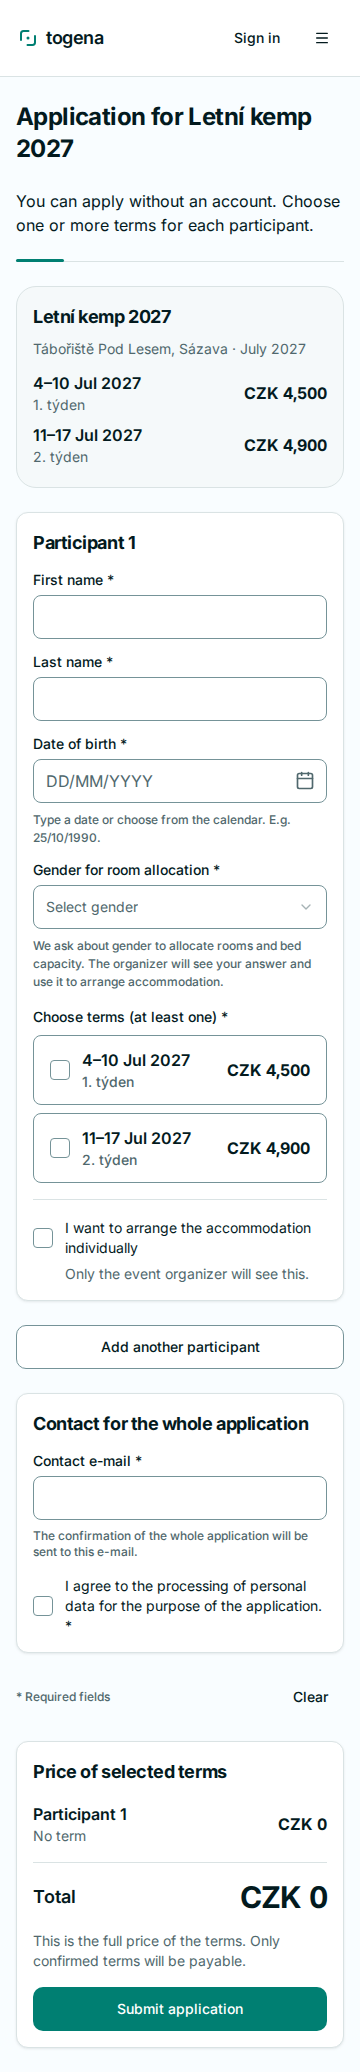 togena
Sign in
Application for Letní kemp
2027
You can apply without an account. Choose
one or more terms for each participant.
Letní kemp 2027
Tábořiště Pod Lesem, Sázava · July 2027
4–10 Jul 2027
1. týden
CZK 4,500
11–17 Jul 2027
2. týden
CZK 4,900
Participant 1
First name *
Last name *
Date of birth *
DD/MM/YYYY
Type a date or choose from the calendar. E.g.
25/10/1990.
Gender for room allocation *
Select gender
We ask about gender to allocate rooms and bed
capacity. The organizer will see your answer and
use it to arrange accommodation.
Choose terms (at least one) *
4–10 Jul 2027
1. týden
CZK 4,500
11–17 Jul 2027
2. týden
CZK 4,900
I want to arrange the accommodation
individually
Only the event organizer will see this.
Add another participant
Contact for the whole application
Contact e-mail *
The confirmation of the whole application will be
sent to this e-mail.
I agree to the processing of personal
data for the purpose of the application.
*
* Required fields
Clear
Price of selected terms
Participant 1
No term
CZK 0
Total
CZK 0
This is the full price of the terms. Only
confirmed terms will be payable.
Submit application